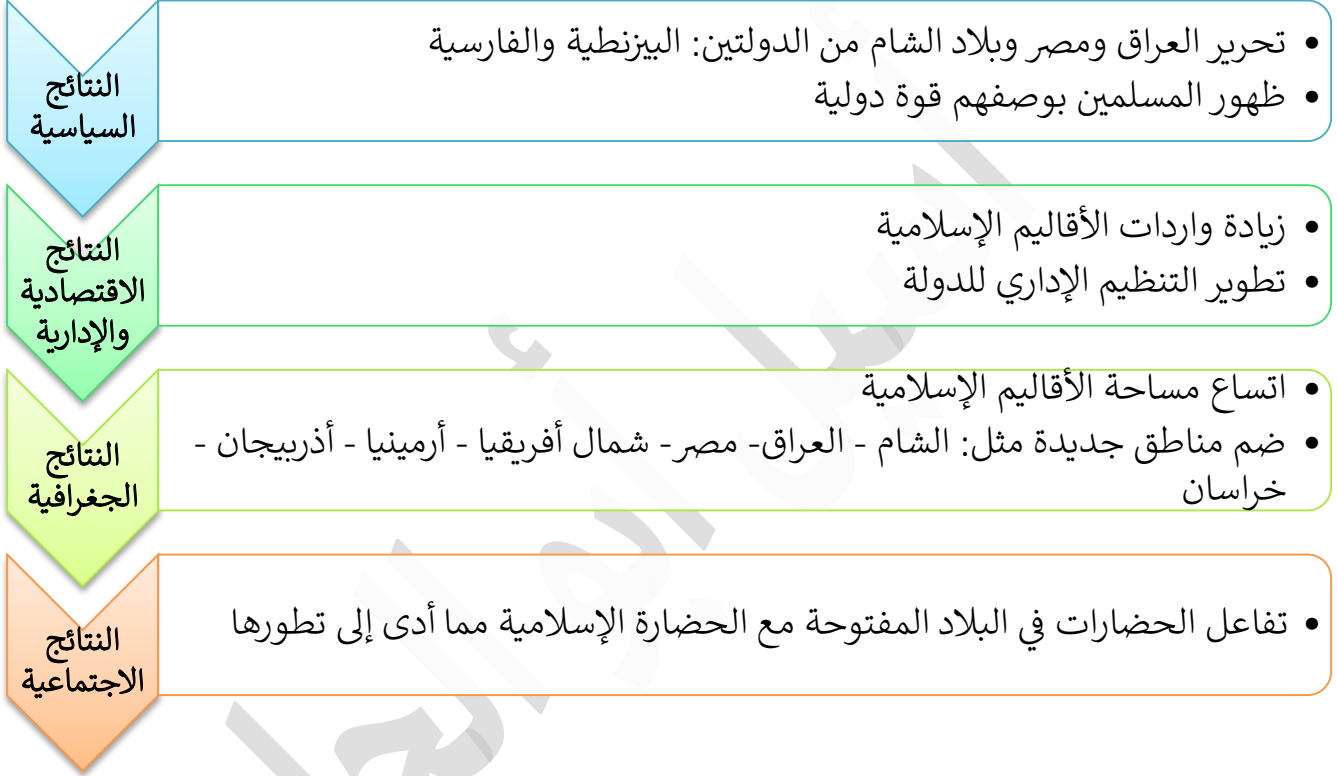 النتائج
السياسية
• تحرير العراق ومصر وبلاد الشام من الدولتين: البيزنطية والفارسية
• ظهور المسلمين بوصفهم قوة دولية
النتائج
الاقتصادية
والإدارية
• زيادة واردات الأقاليم الإسلامية
• تطوير التنظيم الإداري للدولة
النتائج
الجغرافية
• اتساع مساحة الأقاليم الإسلامية
• ضم مناطق جديدة مثل: الشام - العراق- مصر- شمال أفريقيا - أرمينيا - أذربيجان -
خراسان
النتائج
الاجتماعية
• تفاعل الحضارات في البلاد المفتوحة مع الحضارة الإسلامية مما أدى إلى تطورها